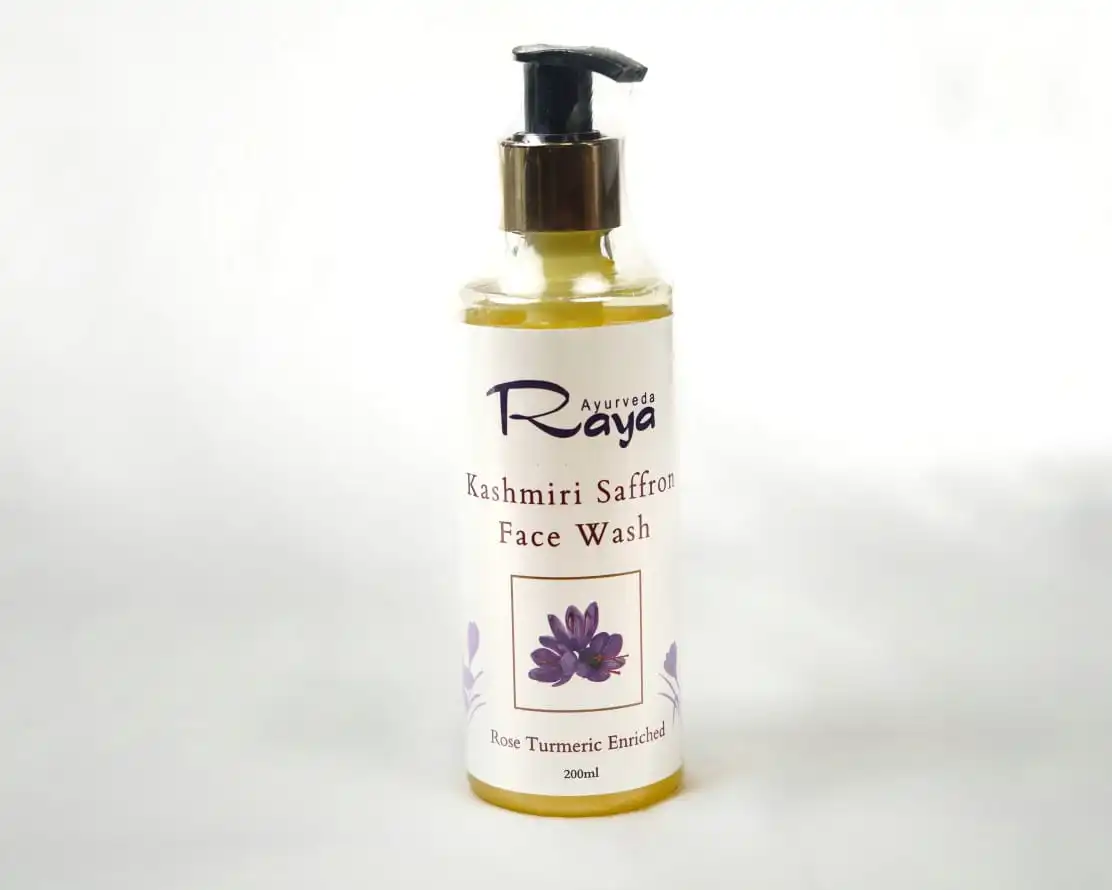 Ayurveda
Raya
Kashmiri Saffron
Face Wash
Rose Turmeric Enriched
200ml